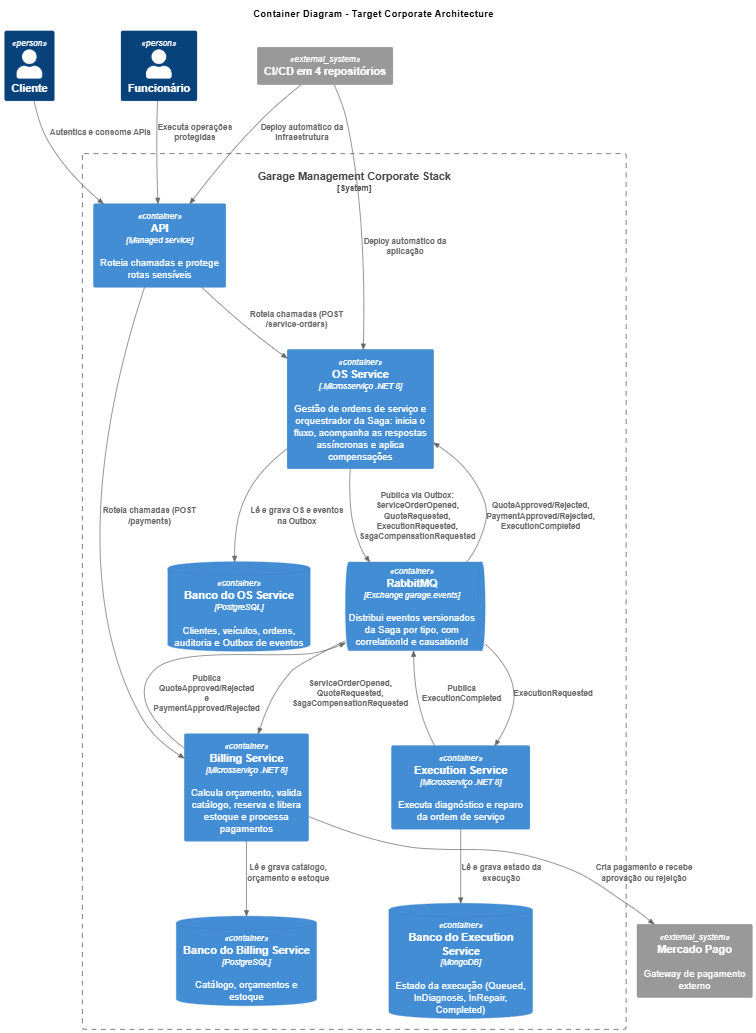 Container Diagram - Target Corporate Architecture
«person»
Cliente
«person»
Funcionário
«external_system»
CI/CD em 4 repositórios
Autentica e consome APIs
Executa operações
protegidas
Deploy automático da
infraestrutura
Garage Management Corporate Stack
[System]
«container»
API
[Managed service]
Roteia chamadas e protege
rotas sensíveis
Deploy automático da
aplicação
Roteia chamadas (POST
/service-orders)
«container»
OS Service
[.Microsserviço .NET 8]
Gestão de ordens de serviço e
orquestrador da Saga: inicia o
fluxo, acompanha as respostas
assíncronas e aplica
compensações
Roteia chamadas (POST
/payments)
Lê e grava OS e eventos
na Outbox
Publica via Outbox:
ServiceOrderOpened,
QuoteRequested,
ExecutionRequested,
SagaCompensationRequested
QuoteApproved/Rejected,
PaymentApproved/Rejected,
ExecutionCompleted
«container»
Banco do OS Service
[PostgreSQL]
Clientes, veículos, ordens,
auditoria e Outbox de eventos
«container»
RabbitMQ
[Exchange garage.events]
Distribui eventos versionados
da Saga por tipo, com
correlationId e causationId
Publica
QuoteApproved/Rejected
e
PaymentApproved/Rejected
ServiceOrderOpened,
QuoteRequested,
SagaCompensationRequested
Publica
ExecutionCompleted
ExecutionRequested
«container»
Billing Service
[Microsserviço .NET 8]
Calcula orçamento, valida
catálogo, reserva e libera
estoque e processa
pagamentos
«container»
Execution Service
[Microsserviço .NET 8]
Executa diagnóstico e reparo
da ordem de serviço
Lê e grava catálogo,
orçamento e estoque
Lê e grava estado da
execução
Cria pagamento e recebe
aprovação ou rejeição
«container»
Banco do Billing Service
[PostgreSQL]
Catálogo, orçamentos e
estoque
«container»
Banco do Execution
Service
[MongoDB]
Estado da execução (Queued,
InDiagnosis, InRepair,
Completed)
«external_system»
Mercado Pago
Gateway de pagamento
externo